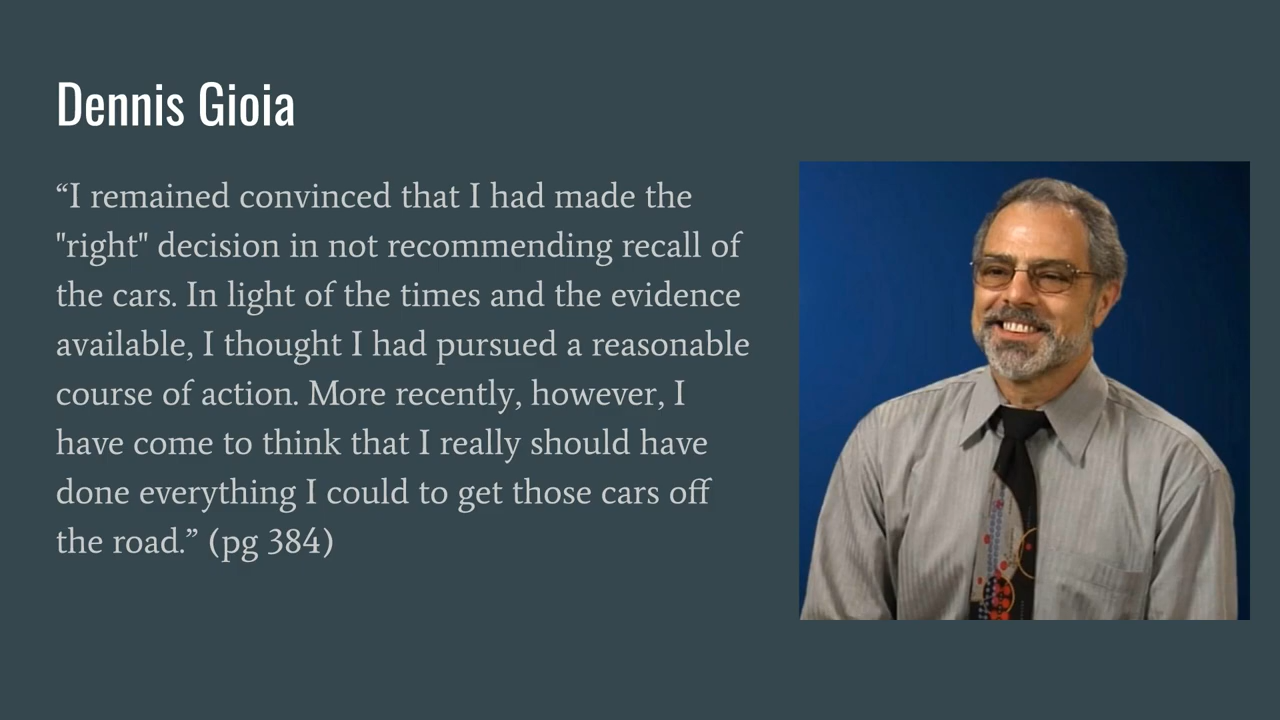 Dennis Gioia
“I remained convinced that I had made the
"right" decision in not recommending recall of
the cars. In light of the times and the evidence
available, I thought I had pursued a reasonable
course of action. More recently, however, I
have come to think that I really should have
done everything I could to get those cars off
the road.” (pg 384)